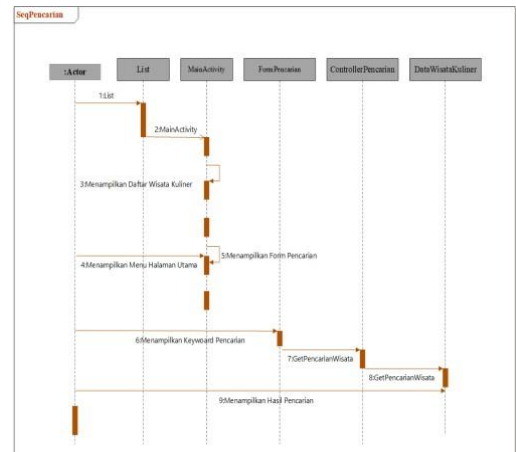 SeqPencarian
:Actor
List
MainActivity
FormPencarian
ControllerPencarian
DataWisataKuliner
1:List
2:MainActivity
3:Menampilkan Daftar Wisata Kuliner
5:Menampilkan Form Pencarian
4:Menampilkan Menu Halaman Utama
6:Menampilkan Keywoard Pencarian
7:GetPencarianWisata
8:GetPencarianWisata
9:Menampilkan Hasil Pencarian